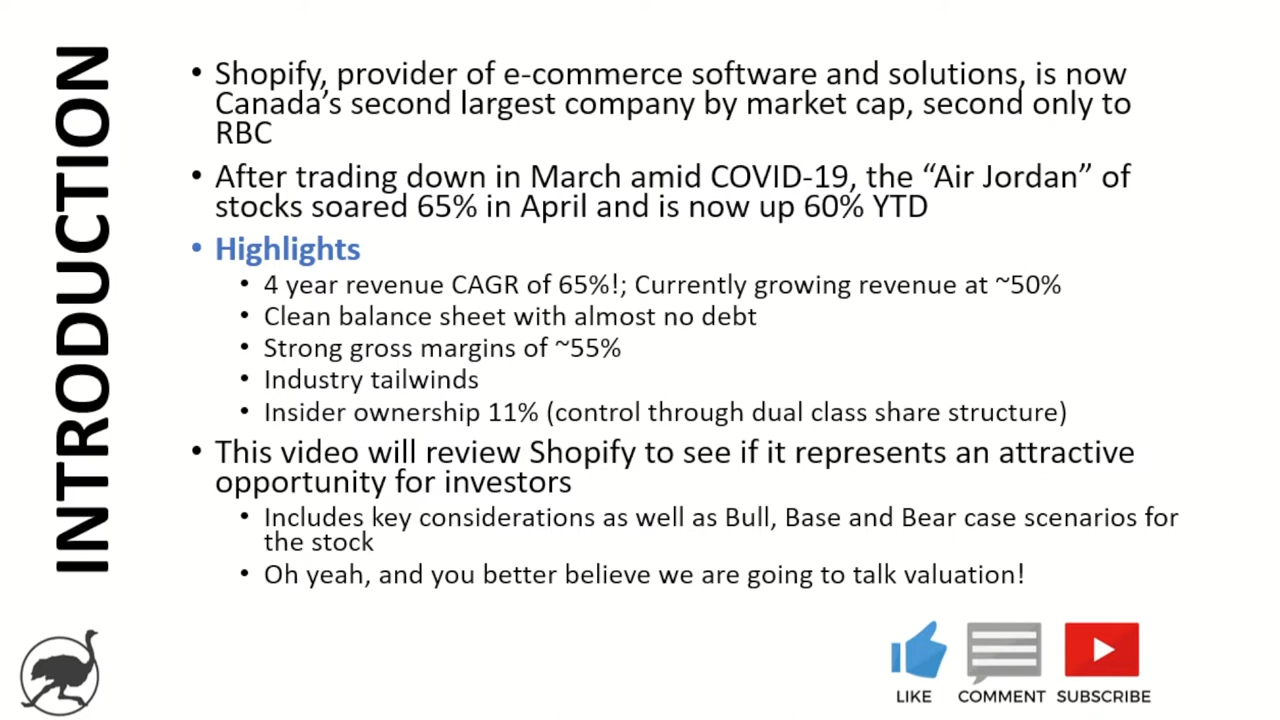 INTRODUCTION
• Shopify, provider of e-commerce software and solutions, is now
Canada’s second largest company by market cap, second only to
RBC
• After trading down in March amid COVID-19, the “Air Jordan” of
stocks soared 65% in April and is now up 60% YTD
• Highlights
• 4 year revenue CAGR of 65%!; Currently growing revenue at ~50%
• Clean balance sheet with almost no debt
• Strong gross margins of ~55%
• Industry tailwinds
• Insider ownership 11% (control through dual class share structure)
• This video will review Shopify to see if it represents an attractive
opportunity for investors
• Includes key considerations as well as Bull, Base and Bear case scenarios for
the stock
• Oh yeah, and you better believe we are going to talk valuation!
LIKE COMMENT SUBSCRIBE